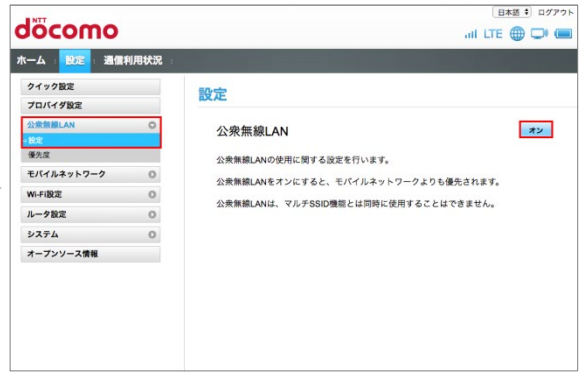 日本語 ログアウト
NTT
döcomo
LTE
ホーム 設定 通信利用状況
クイック設定
プロバイダ設定
公衆無線LAN
設定
優先度
モバイルネットワーク
Wi-Fi設定
ルータ設定
システム
オープンソース情報
設定
公衆無線LAN
オン
公衆無線LANの使用に関する設定を行います。
公衆無線LANをオンにすると、モバイルネットワークよりも優先されます。
公衆無線LANは、マルチSSID機能とは同時に使用することはできません。